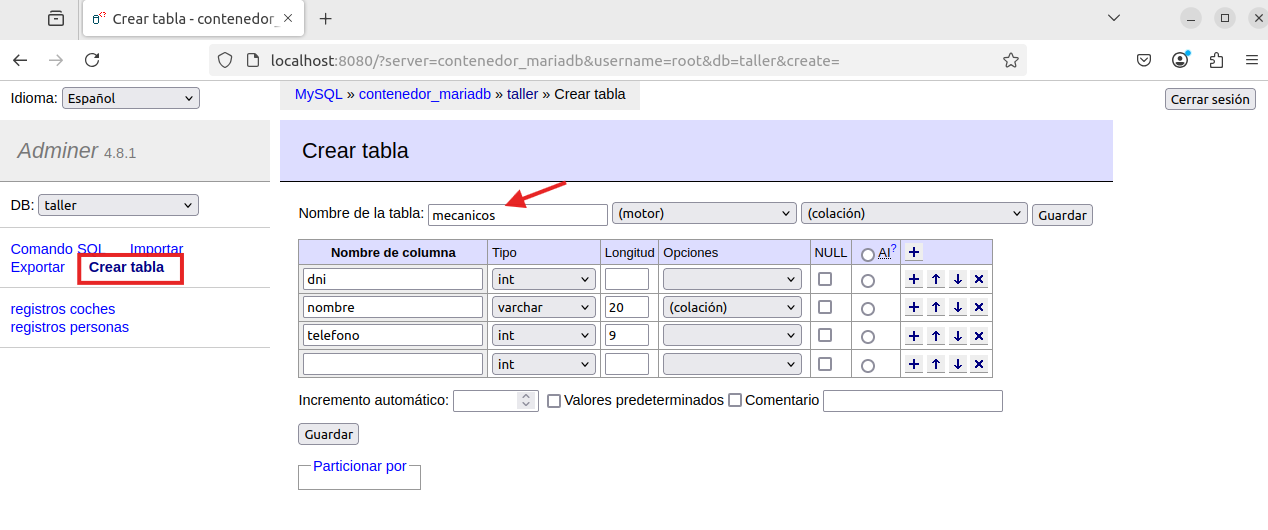 Crear tabla - contenedor_
localhost:8080/?server=contenedor_mariadb&username=root&db=taller&create=
Idioma: Español
MySQL » contenedor_mariadb » taller » Crear tabla
Cerrar sesión
Adminer 4.8.1
Crear tabla
DB: taller
Nombre de la tabla: mecanicos (motor) (colación) Guardar
Comando SQL Importar
Exportar Crear tabla
registros coches
registros personas
Nombre de columna Tipo Longitud Opciones NULL AI?
dni int
nombre varchar 20 (colación)
telefono int 9
int
Incremento automático: Valores predeterminados Comentario
Guardar
Particionar por